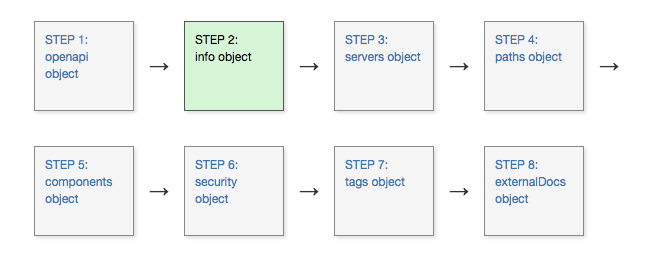 STEP 1:
openapi
object
→
STEP 2:
info object
→
STEP 3:
servers object
→
STEP 4:
paths object
→
STEP 5:
components
object
→
STEP 6:
security
object
→
STEP 7:
tags object
→
STEP 8:
externalDocs
object